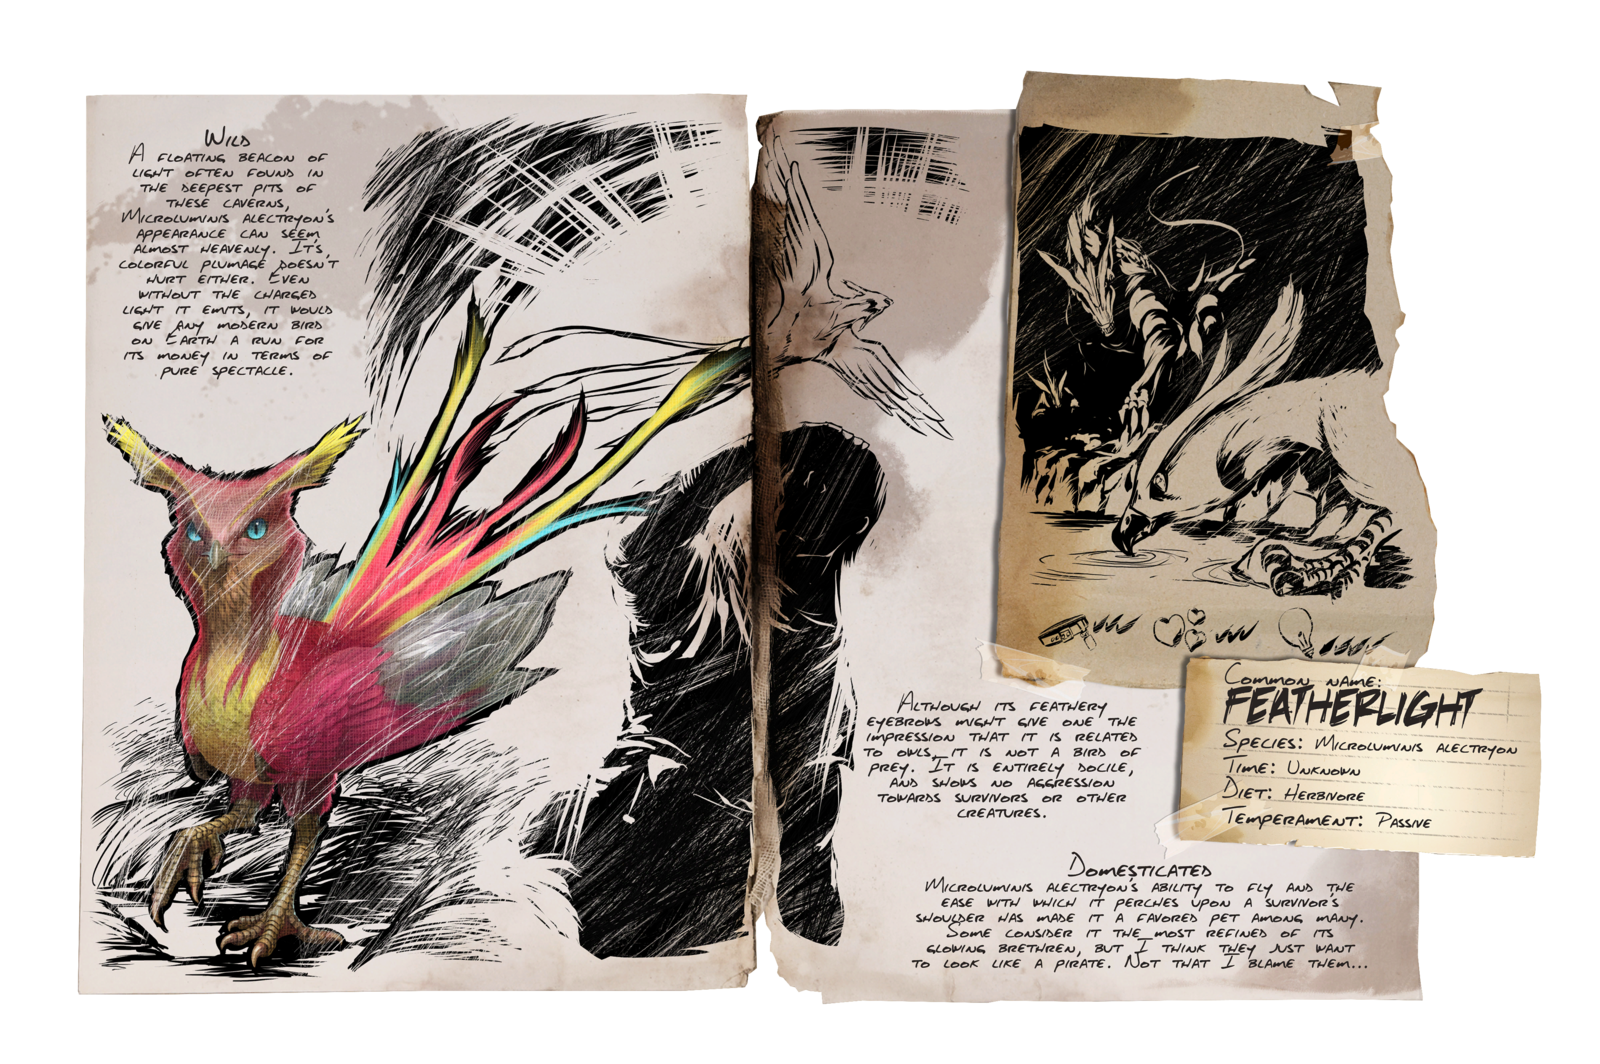 Wild
A floating beacon of
light often found in
the deepest pits of
these caverns,
Microluminis alectryon's
appearance can seem
almost heavenly. It's
colorful plumage doesn't
hurt either. Even
without the charged
light it emits, it would
give any modern bird
on Earth a run for
its money in terms of
pure spectacle.
Although its feathery
eyebrows might give one the
impression that it is related
to owls, it is not a bird of
prey. It is entirely docile,
and shows no aggression
towards survivors or other
creatures.
Domesticated
Microluminis alectryon's ability to fly and the
ease with which it perches upon a survivor's
shoulder has made it a favored pet among many.
Some consider it the most refined of its
glowing brethren, but I think they just want
to look like a pirate. Not that I blame them...
Common name:
FEATHERLIGHT
Species: Microluminis alectryon
Time: Unknown
Diet: Herbivore
Temperament: Passive